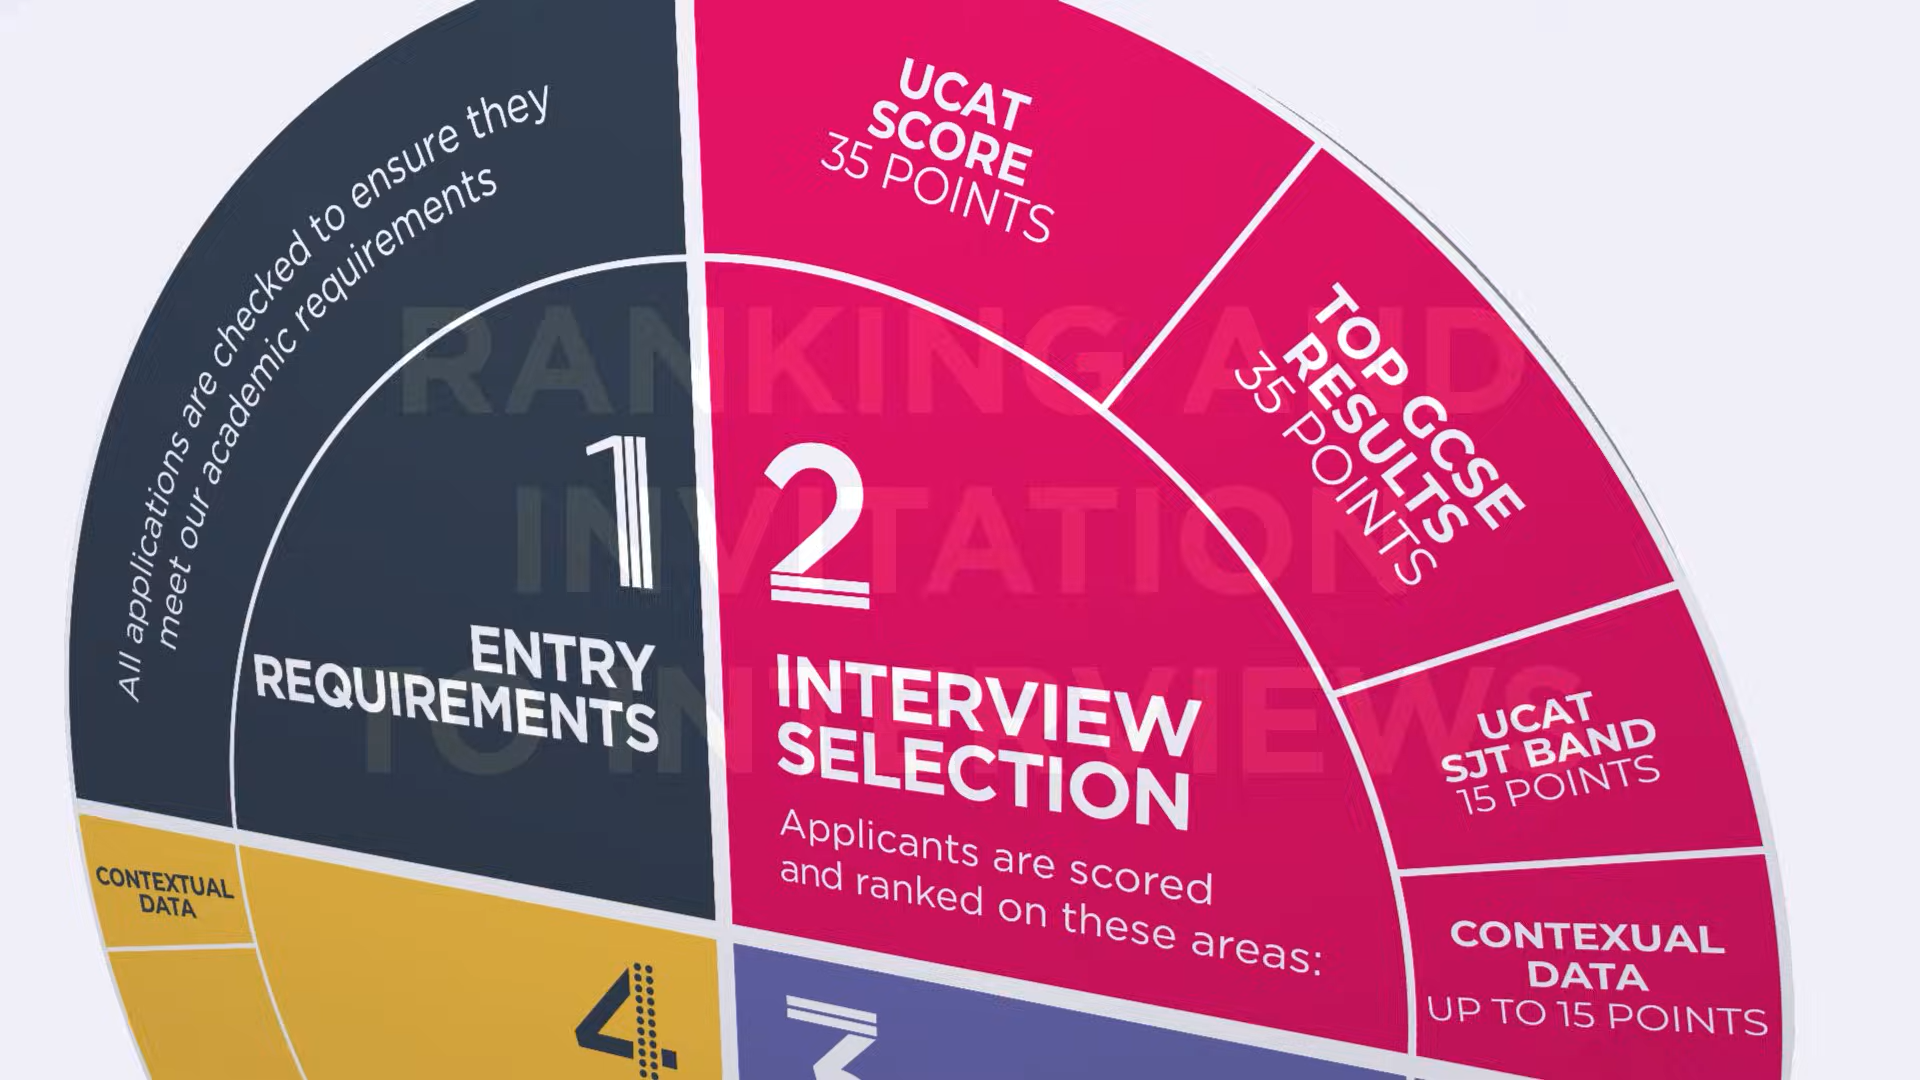 All applications are checked to ensure they
meet our academic requirements
1
ENTRY
REQUIREMENTS
2
INTERVIEW
SELECTION
Applicants are scored
and ranked on these areas:
UCAT
SCORE
35 POINTS
TOP GCSE
RESULTS
35 POINTS
UCAT
SJT BAND
15 POINTS
CONTEXUAL
DATA
UP TO 15 POINTS
RANKING AND
INVITATION
TO INTERVIEWS
CONTEXTUAL
DATA
4
3